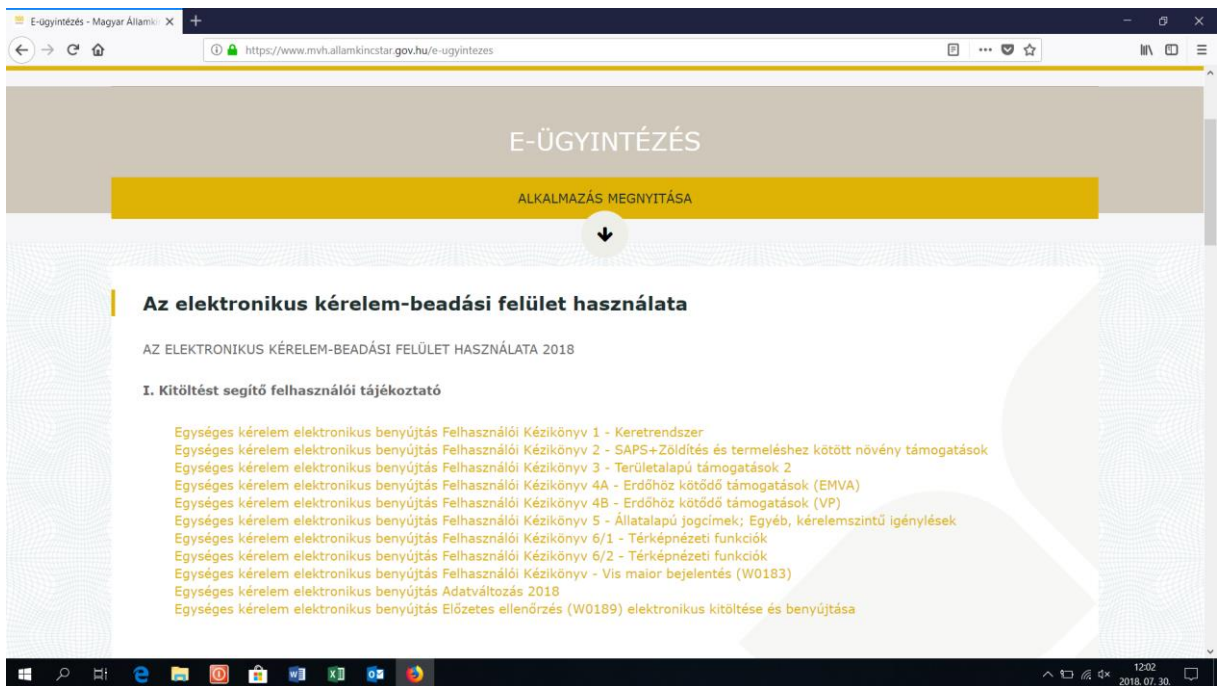 E-ügyintézés - Magyar Államki
https://www.mvh.allamkincstar.gov.hu/e-ugyintezes
E-ÜGYINTÉZÉS
ALKALMAZÁS MEGNYITÁSA
Az elektronikus kérelem-beadási felület használata
AZ ELEKTRONIKUS KÉRELEM-BEADÁSI FELÜLET HASZNÁLATA 2018
I. Kitöltést segítő felhasználói tájékoztató
Egységes kérelem elektronikus benyújtás Felhasználói Kézikönyv 1 - Keretrendszer
Egységes kérelem elektronikus benyújtás Felhasználói Kézikönyv 2 - SAPS+Zöldítés és termeléshez kötött növény támogatások
Egységes kérelem elektronikus benyújtás Felhasználói Kézikönyv 3 - Területalapú támogatások 2
Egységes kérelem elektronikus benyújtás Felhasználói Kézikönyv 4A - Erdőhöz kötődő támogatások (EMVA)
Egységes kérelem elektronikus benyújtás Felhasználói Kézikönyv 4B - Erdőhöz kötődő támogatások (VP)
Egységes kérelem elektronikus benyújtás Felhasználói Kézikönyv 5 - Állatalapú jogcímek; Egyéb, kérelemszintű igénylések
Egységes kérelem elektronikus benyújtás Felhasználói Kézikönyv 6/1 - Térképnézeti funkciók
Egységes kérelem elektronikus benyújtás Felhasználói Kézikönyv 6/2 - Térképnézeti funkciók
Egységes kérelem elektronikus benyújtás Felhasználói Kézikönyv - Vis maior bejelentés (W0183)
Egységes kérelem elektronikus benyújtás Adatváltozás 2018
Egységes kérelem elektronikus benyújtás Előzetes ellenőrzés (W0189) elektronikus kitöltése és benyújtása
12:02
2018. 07. 30.